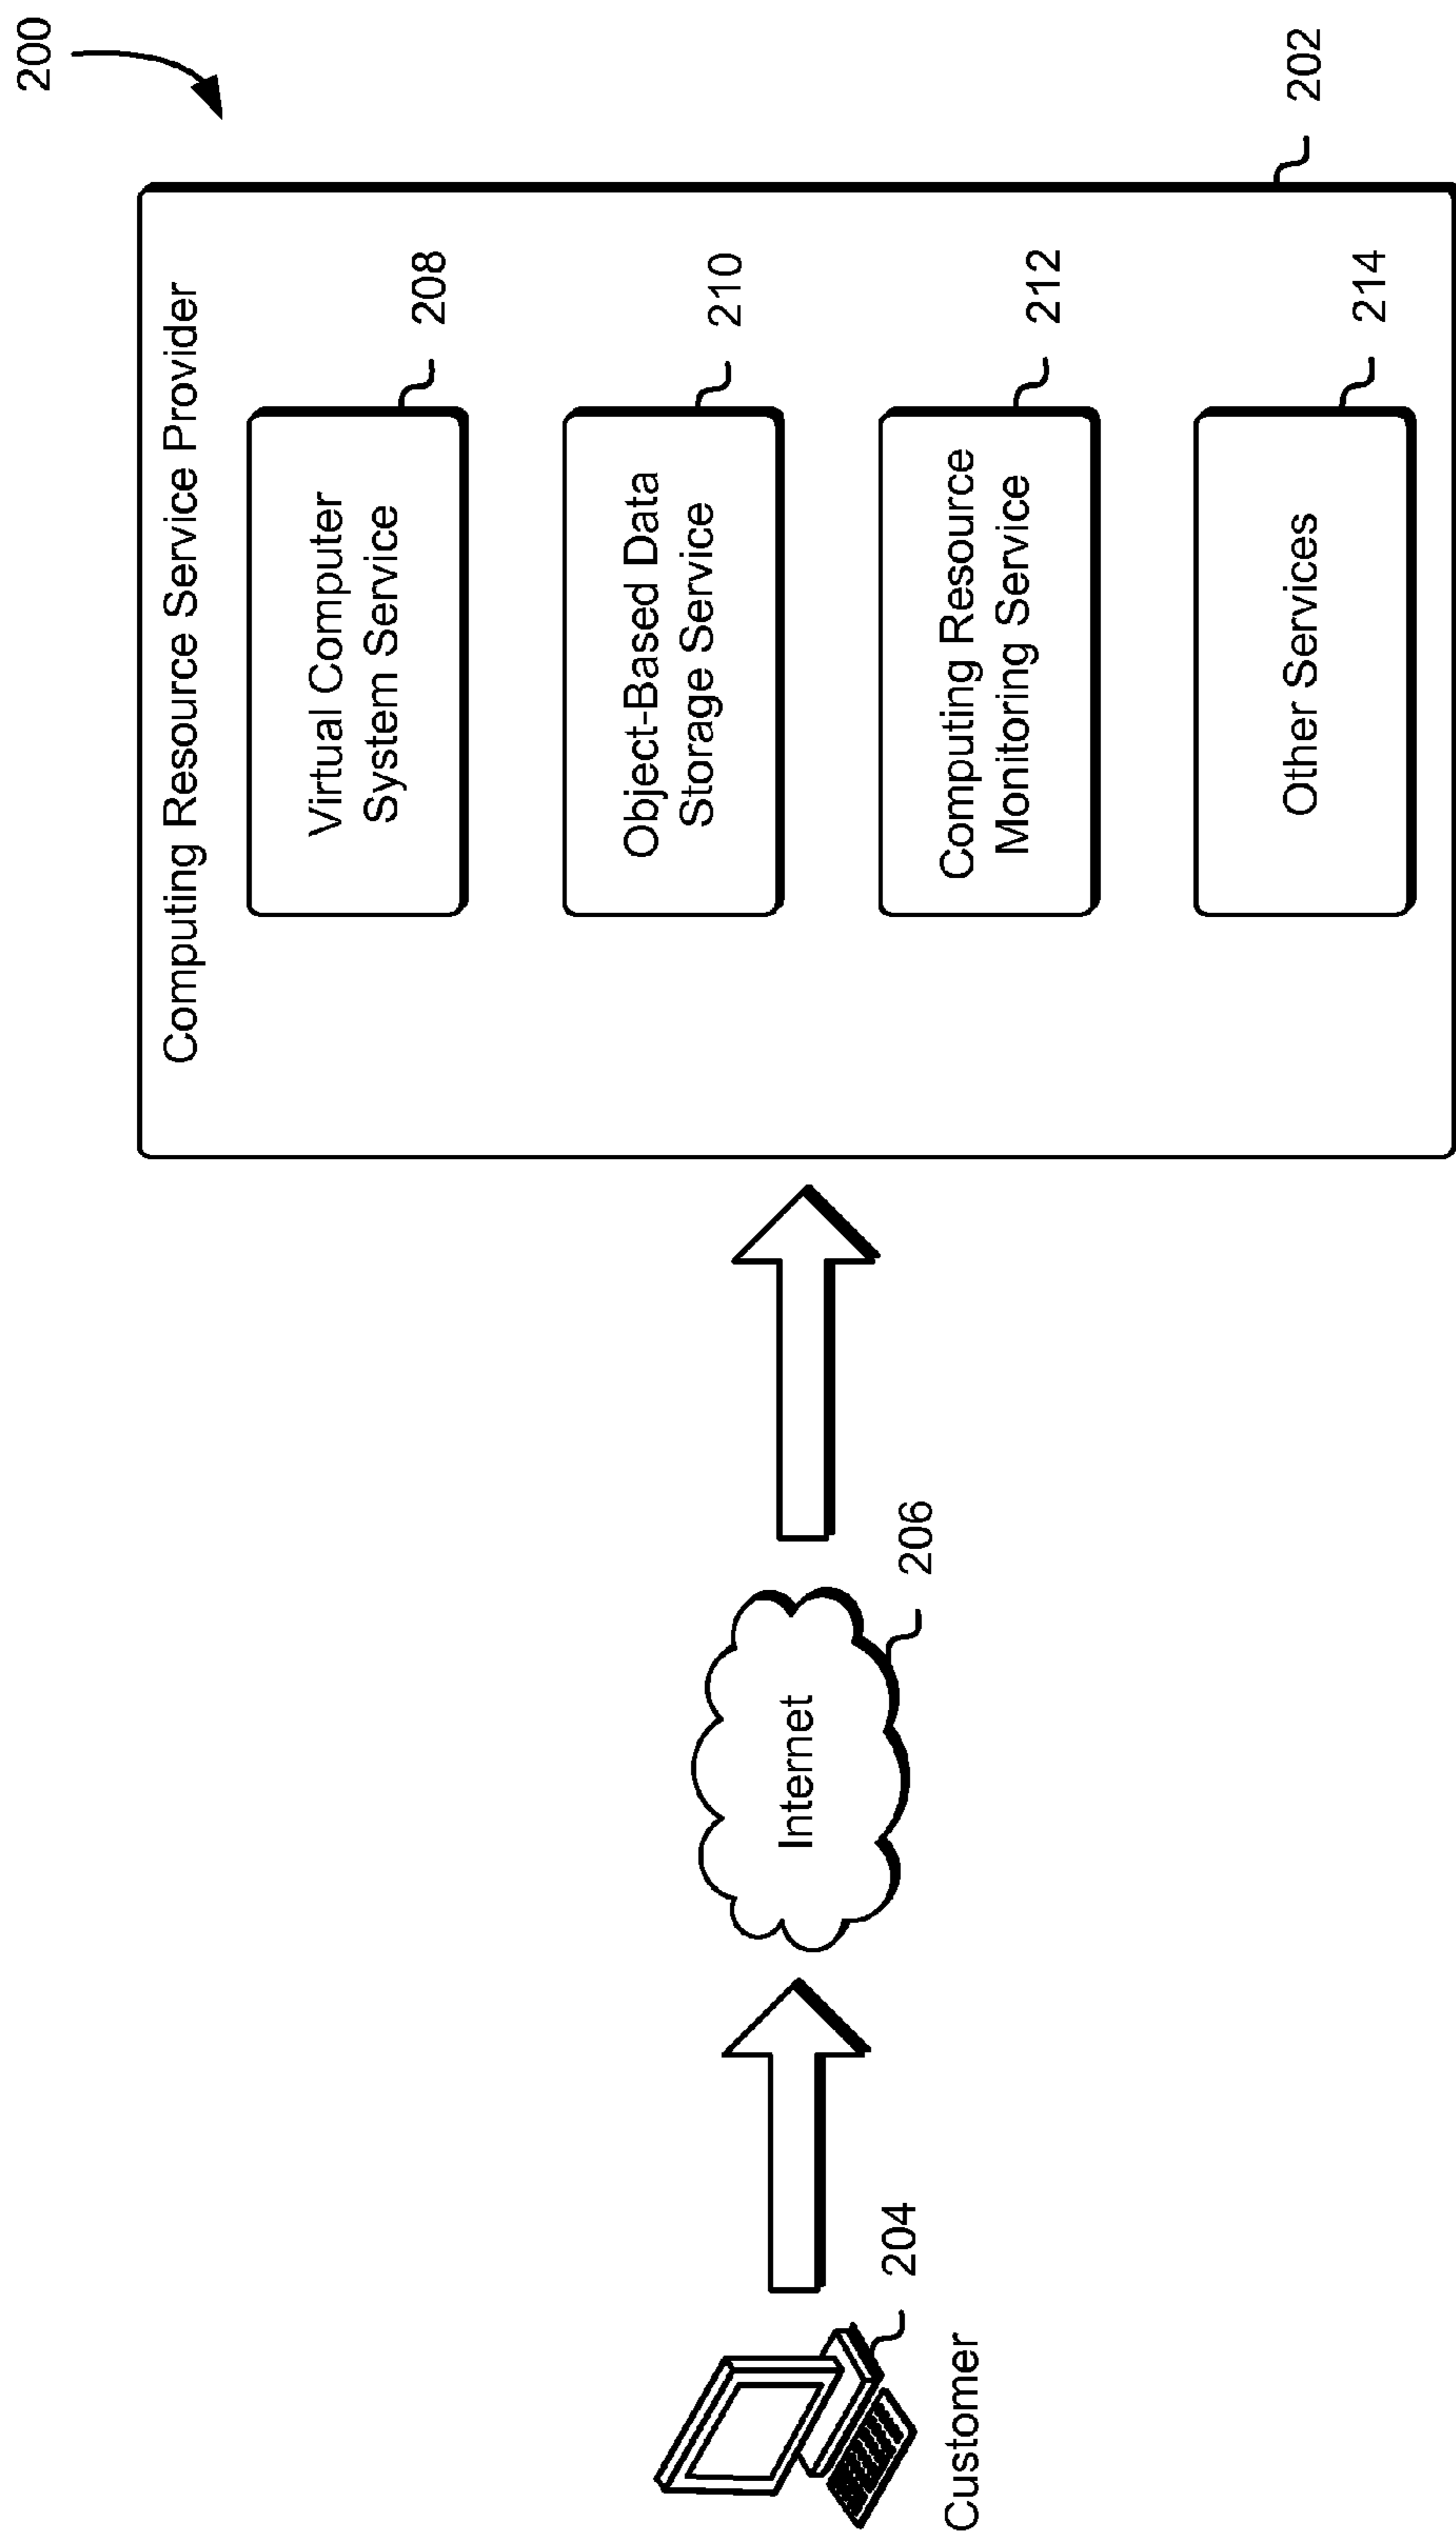 200
Computing Resource Service Provider
Virtual Computer
System Service
208
Object-Based Data
Storage Service
210
Computing Resource
Monitoring Service
212
Other Services
214
202
Internet
206
204
Customer